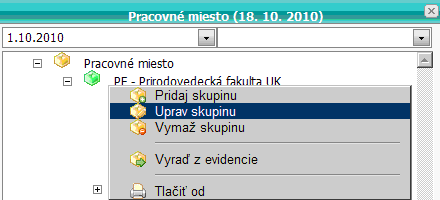 Pracovné miesto (18. 10. 2010)
1.10.2010
Pracovné miesto
PF - Prírodovedecká fakulta UK
Pridaj skupinu
Uprav skupinu
Vymaž skupinu
Vyraď z evidencie
Tlačiť od